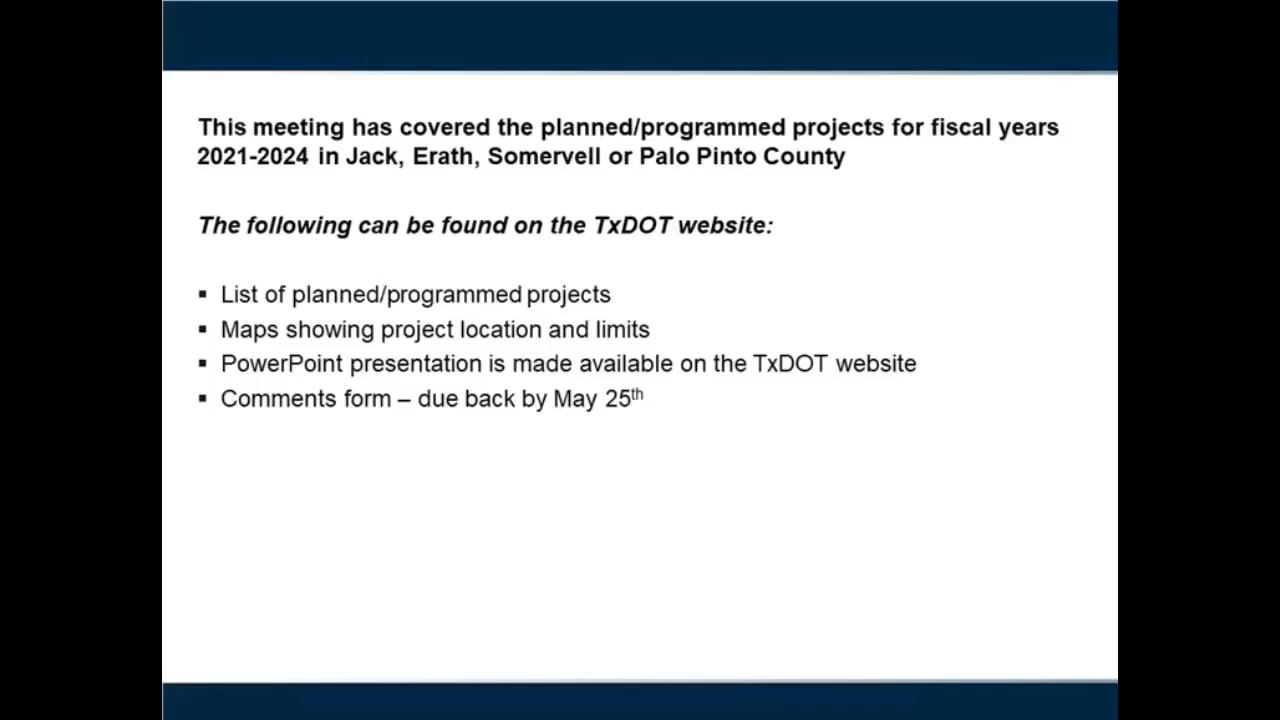 This meeting has covered the planned/programmed projects for fiscal years
2021-2024 in Jack, Erath, Somervell or Palo Pinto County
The following can be found on the TxDOT website:
▪ List of planned/programmed projects
▪ Maps showing project location and limits
▪ PowerPoint presentation is made available on the TxDOT website
▪ Comments form – due back by May 25th